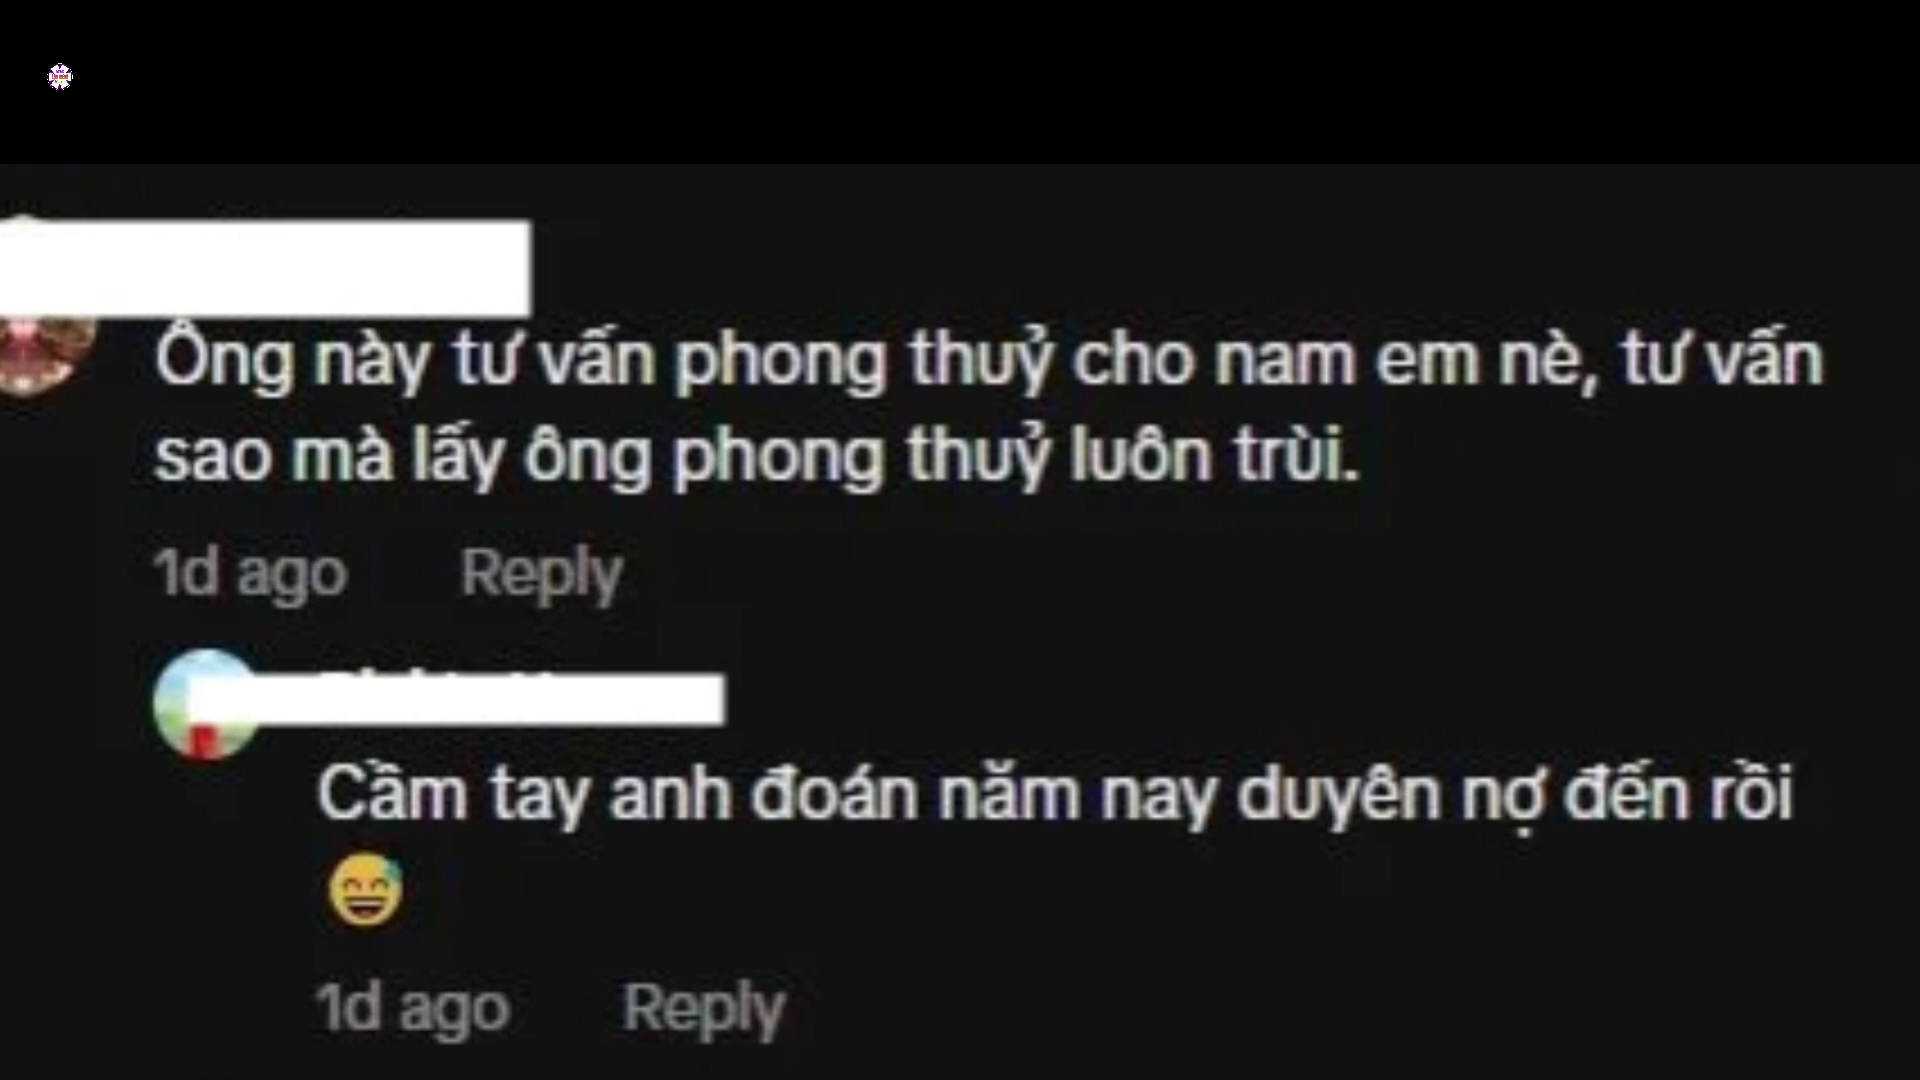 Ông này tư vấn phong thuỷ cho nam em nè, tư vấn
sao mà lấy ông phong thuỷ luôn trùi.
1d ago Reply
Cầm tay anh đoán năm nay duyên nợ đến rồi
😅
1d ago Reply